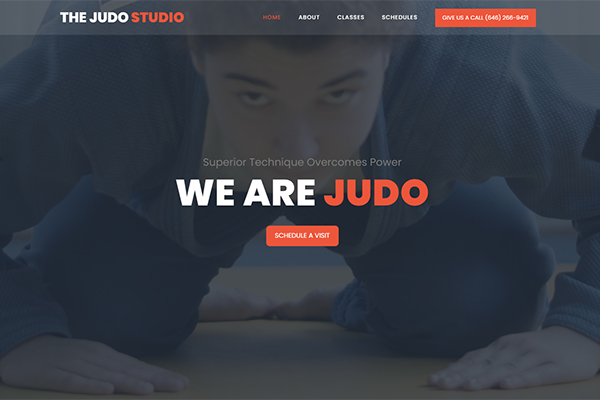 THE JUDO STUDIO
HOME ABOUT CLASSES SCHEDULES GIVE US A CALL (646) 266-9421
Superior Technique Overcomes Power
WE ARE JUDO
SCHEDULE A VISIT